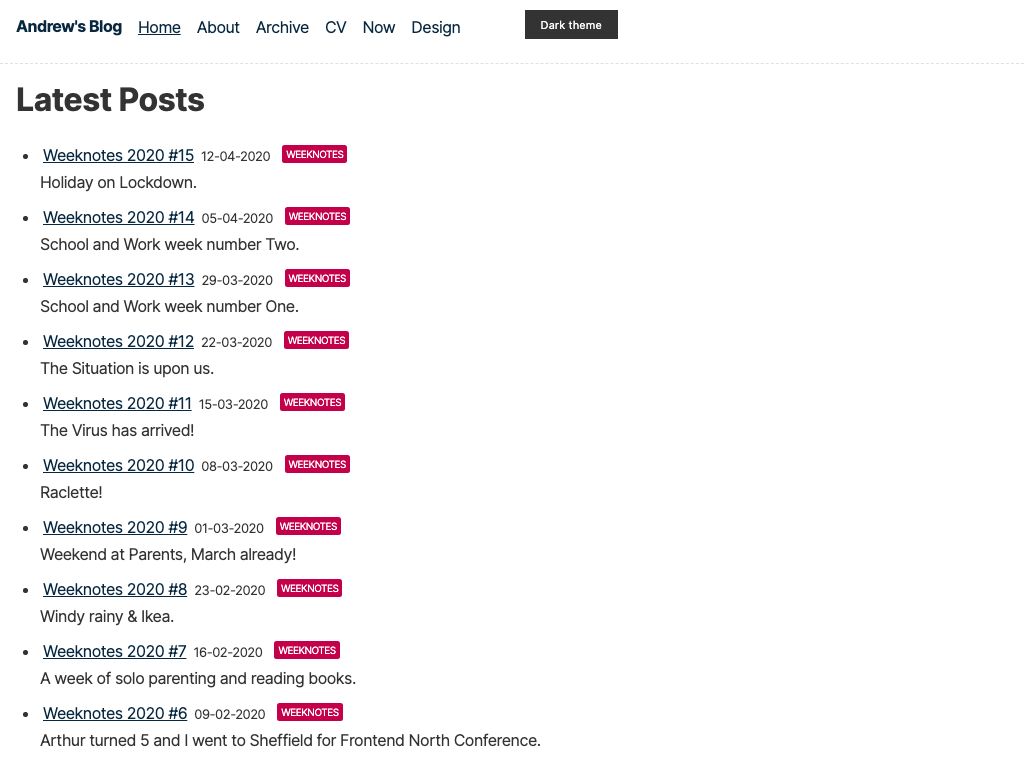 Andrew's Blog Home About Archive CV Now Design Dark theme
Latest Posts
Weeknotes 2020 #15 12-04-2020 WEEKNOTES
Holiday on Lockdown.
Weeknotes 2020 #14 05-04-2020 WEEKNOTES
School and Work week number Two.
Weeknotes 2020 #13 29-03-2020 WEEKNOTES
School and Work week number One.
Weeknotes 2020 #12 22-03-2020 WEEKNOTES
The Situation is upon us.
Weeknotes 2020 #11 15-03-2020 WEEKNOTES
The Virus has arrived!
Weeknotes 2020 #10 08-03-2020 WEEKNOTES
Raclette!
Weeknotes 2020 #9 01-03-2020 WEEKNOTES
Weekend at Parents, March already!
Weeknotes 2020 #8 23-02-2020 WEEKNOTES
Windy rainy & Ikea.
Weeknotes 2020 #7 16-02-2020 WEEKNOTES
A week of solo parenting and reading books.
Weeknotes 2020 #6 09-02-2020 WEEKNOTES
Arthur turned 5 and I went to Sheffield for Frontend North Conference.